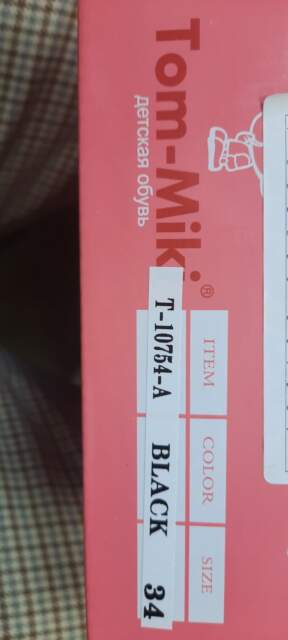 Tom-Miki®
детская обувь
ITEM COLOR SIZE
T-10754-A BLACK 34